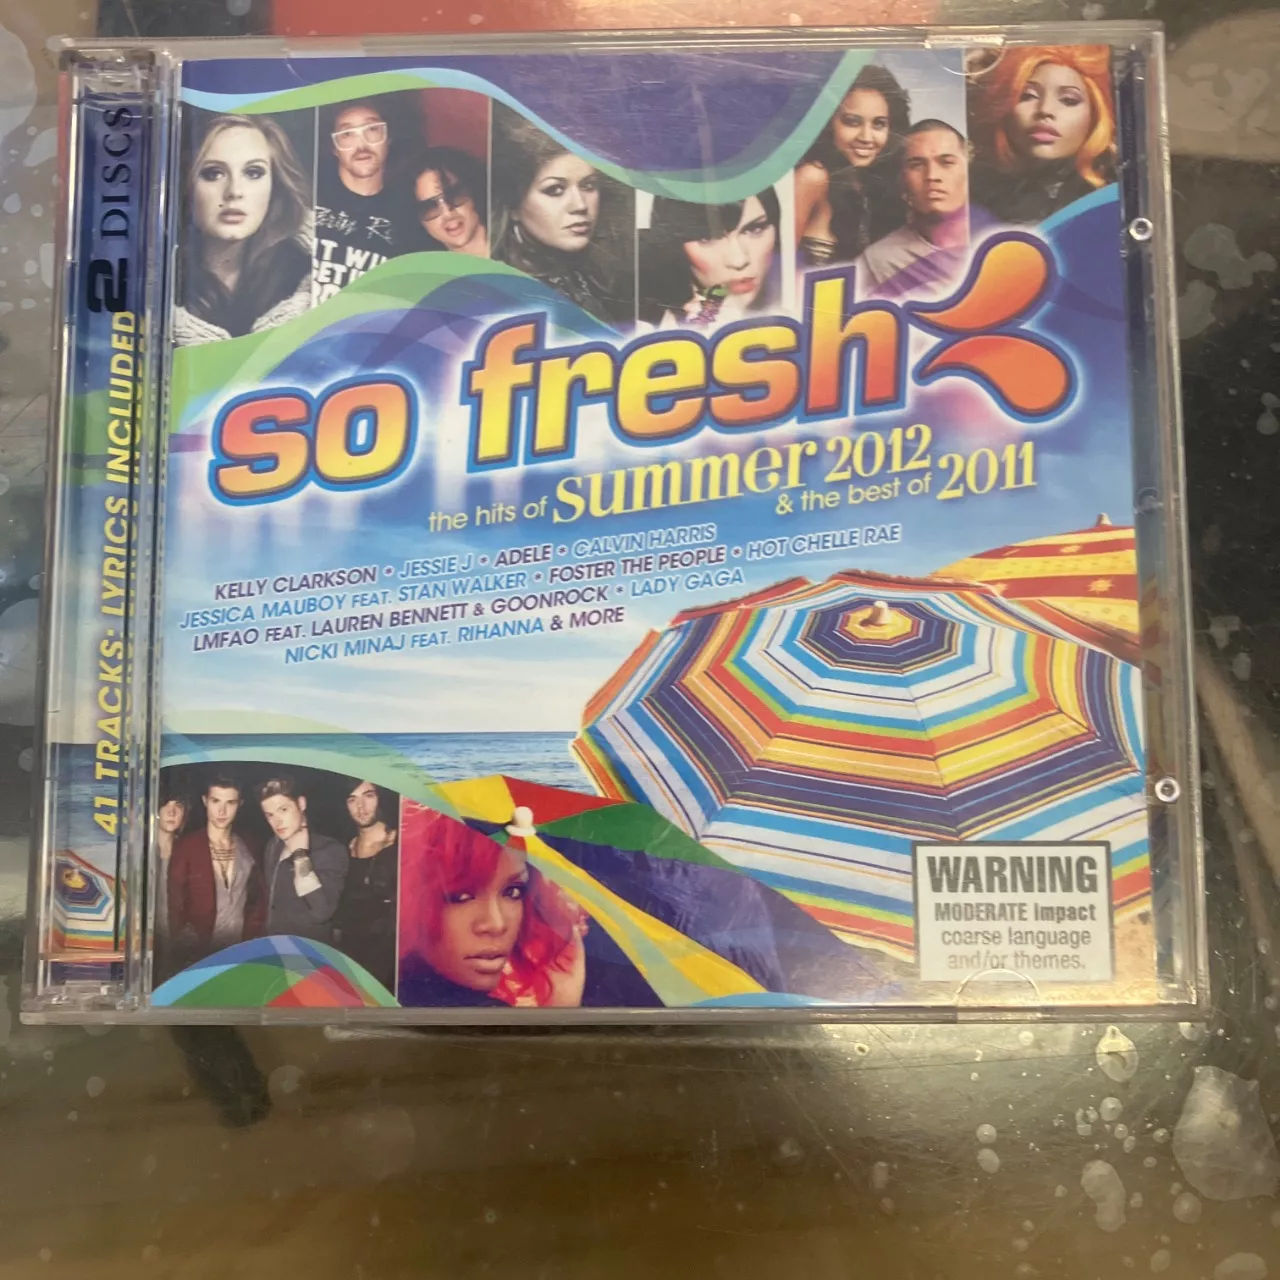 2 DISCS
41 TRACKS. LYRICS INCLUDED
so fresh
the hits of summer 2012
& the best of 2011
KELLY CLARKSON • JESSIE J • ADELE • CALVIN HARRIS
JESSICA MAUBOY FEAT. STAN WALKER • FOSTER THE PEOPLE • HOT CHELLE RAE
LMFAO FEAT. LAUREN BENNETT & GOONROCK • LADY GAGA
NICKI MINAJ FEAT. RIHANNA & MORE
WARNING
MODERATE impact
coarse language
and/or themes.